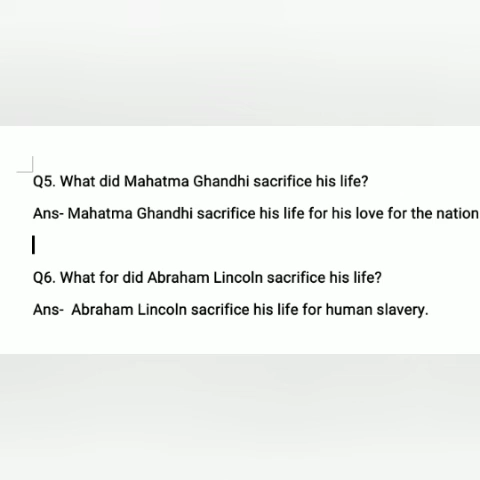 Q5. What did Mahatma Ghandhi sacrifice his life?
Ans- Mahatma Ghandhi sacrifice his life for his love for the nation
Q6. What for did Abraham Lincoln sacrifice his life?
Ans- Abraham Lincoln sacrifice his life for human slavery.